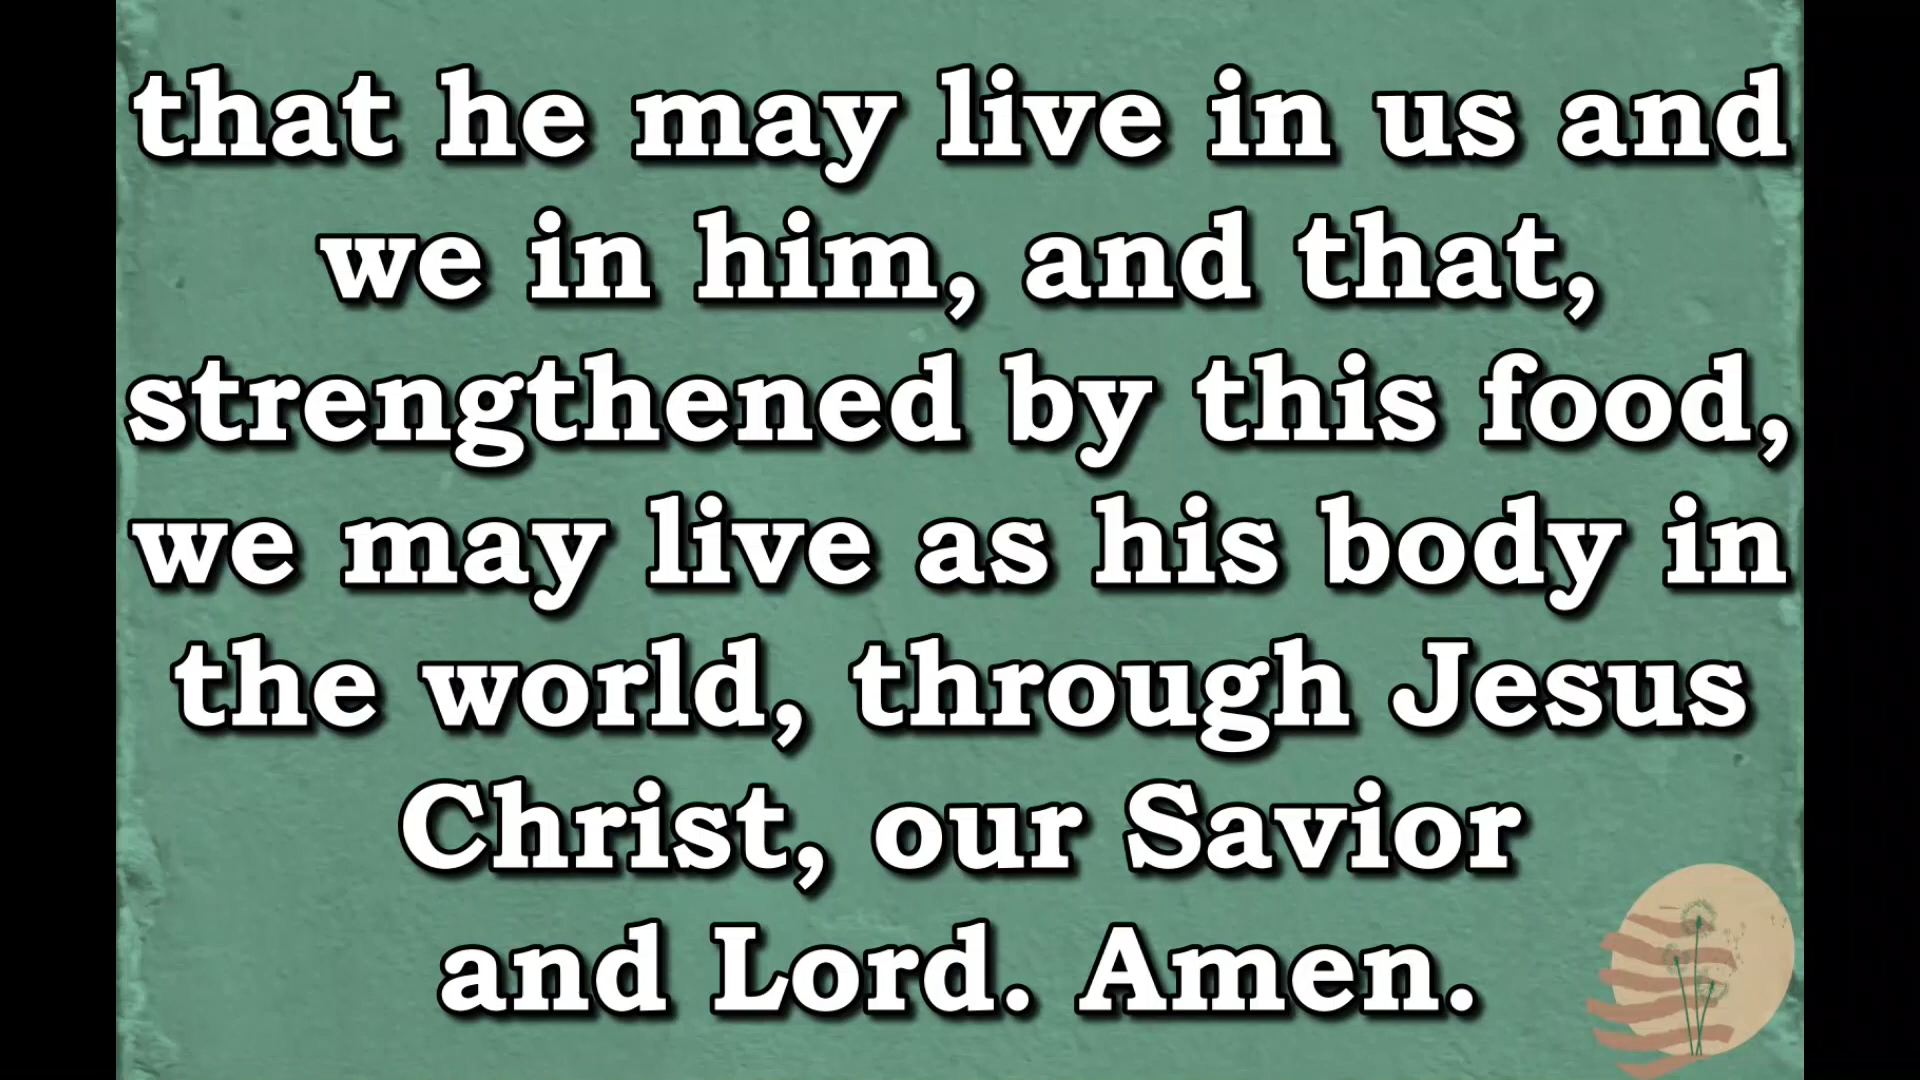 that he may live in us and
we in him, and that,
strengthened by this food,
we may live as his body in
the world, through Jesus
Christ, our Savior
and Lord. Amen.